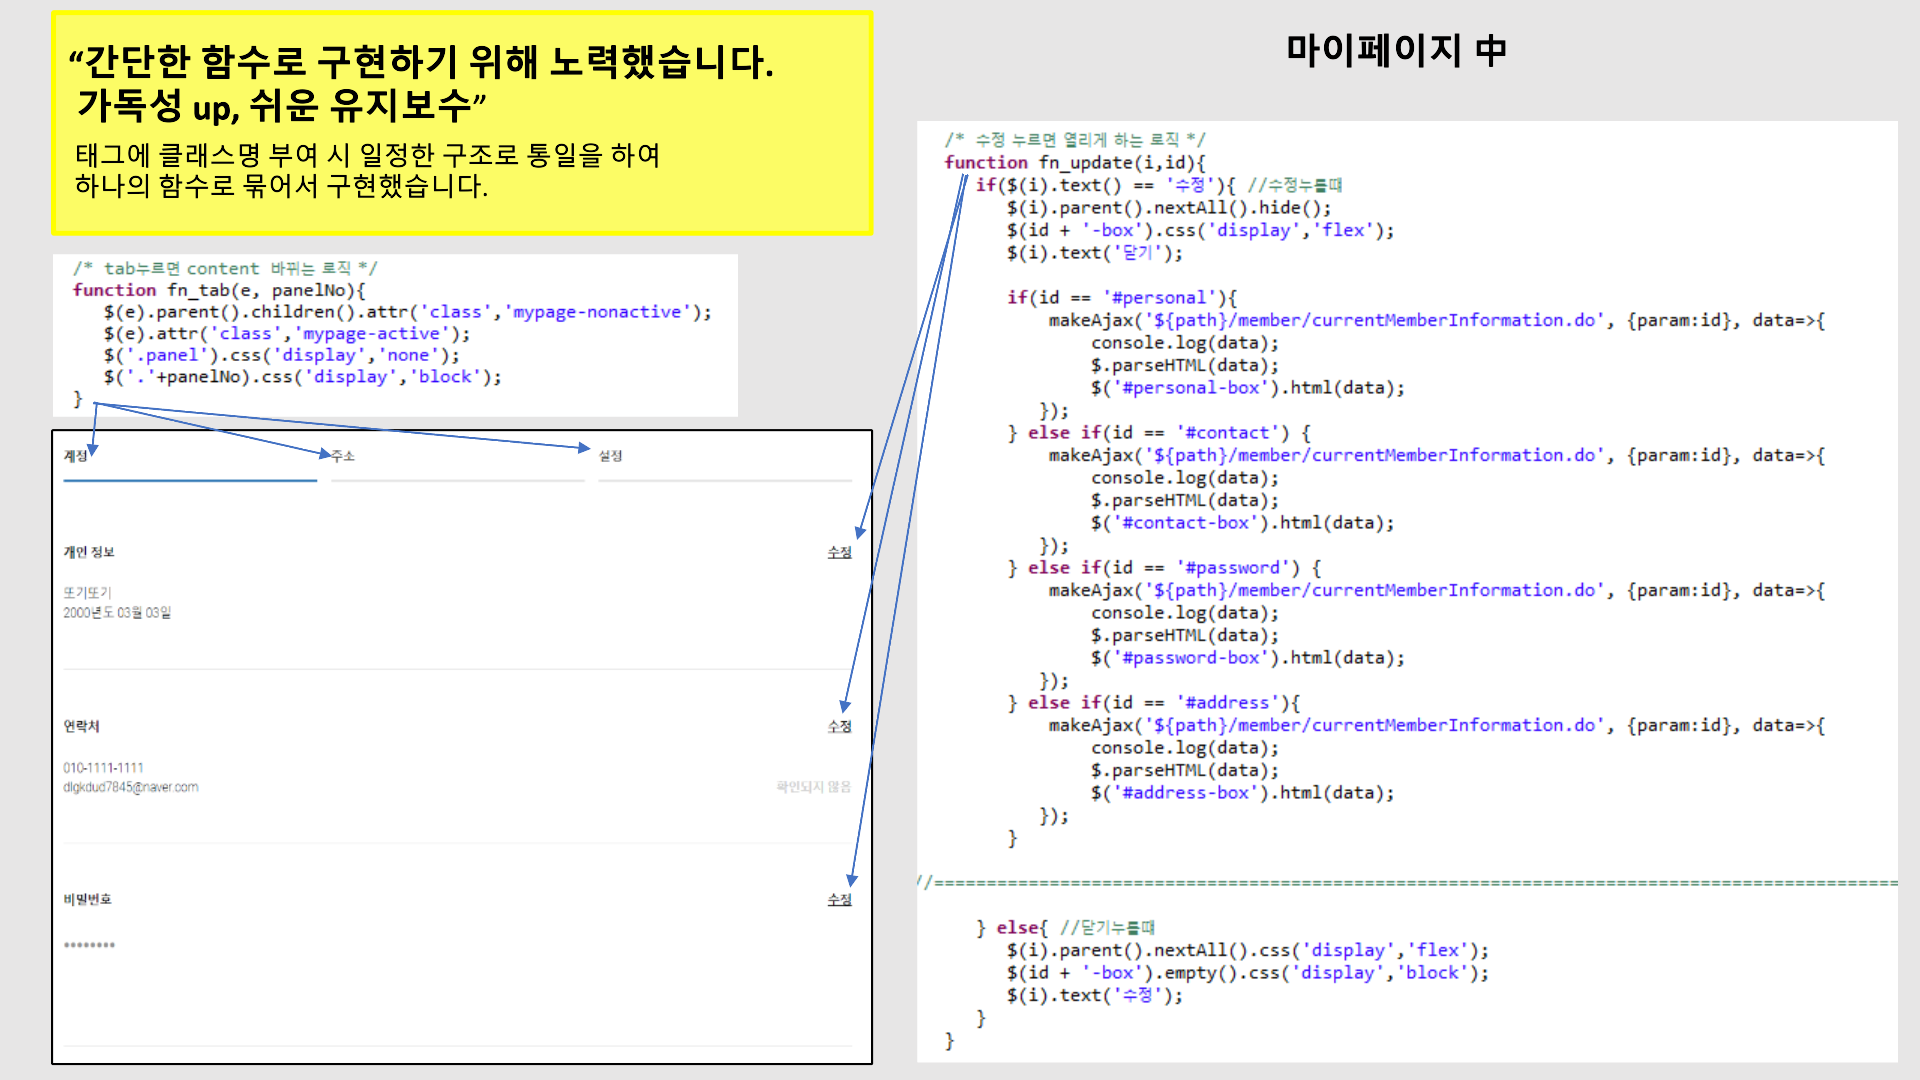 “간단한 함수로 구현하기 위해 노력했습니다.
가독성 up, 쉬운 유지보수”
태그에 클래스명 부여 시 일정한 구조로 통일을 하여
하나의 함수로 묶어서 구현했습니다.
/* tab누르면 content 바뀌는 로직 */
function fn_tab(e, panelNo){
$(e).parent().children().attr('class','mypage-nonactive');
$(e).attr('class','mypage-active');
$('.panel').css('display','none');
$('.'+panelNo).css('display','block');
}
계정 주소 설정
개인 정보 수정
또기또기
2000년도 03월 03일
연락처 수정
010-1111-1111
dlgkdud7845@naver.com 확인되지 않음
비밀번호 수정
••••••••
마이페이지 中
/* 수정 누르면 열리게 하는 로직 */
function fn_update(i,id){
if($(i).text() == '수정'){ //수정누를때
$(i).parent().nextAll().hide();
$(id + '-box').css('display','flex');
$(i).text('닫기');
if(id == '#personal'){
makeAjax('${path}/member/currentMemberInformation.do', {param:id}, data=>{
console.log(data);
$.parseHTML(data);
$('#personal-box').html(data);
});
} else if(id == '#contact') {
makeAjax('${path}/member/currentMemberInformation.do', {param:id}, data=>{
console.log(data);
$.parseHTML(data);
$('#contact-box').html(data);
});
} else if(id == '#password') {
makeAjax('${path}/member/currentMemberInformation.do', {param:id}, data=>{
console.log(data);
$.parseHTML(data);
$('#password-box').html(data);
});
} else if(id == '#address'){
makeAjax('${path}/member/currentMemberInformation.do', {param:id}, data=>{
console.log(data);
$.parseHTML(data);
$('#address-box').html(data);
});
}
//============================================================================================
} else{ //닫기누를때
$(i).parent().nextAll().css('display','flex');
$(id + '-box').empty().css('display','block');
$(i).text('수정');
}
}